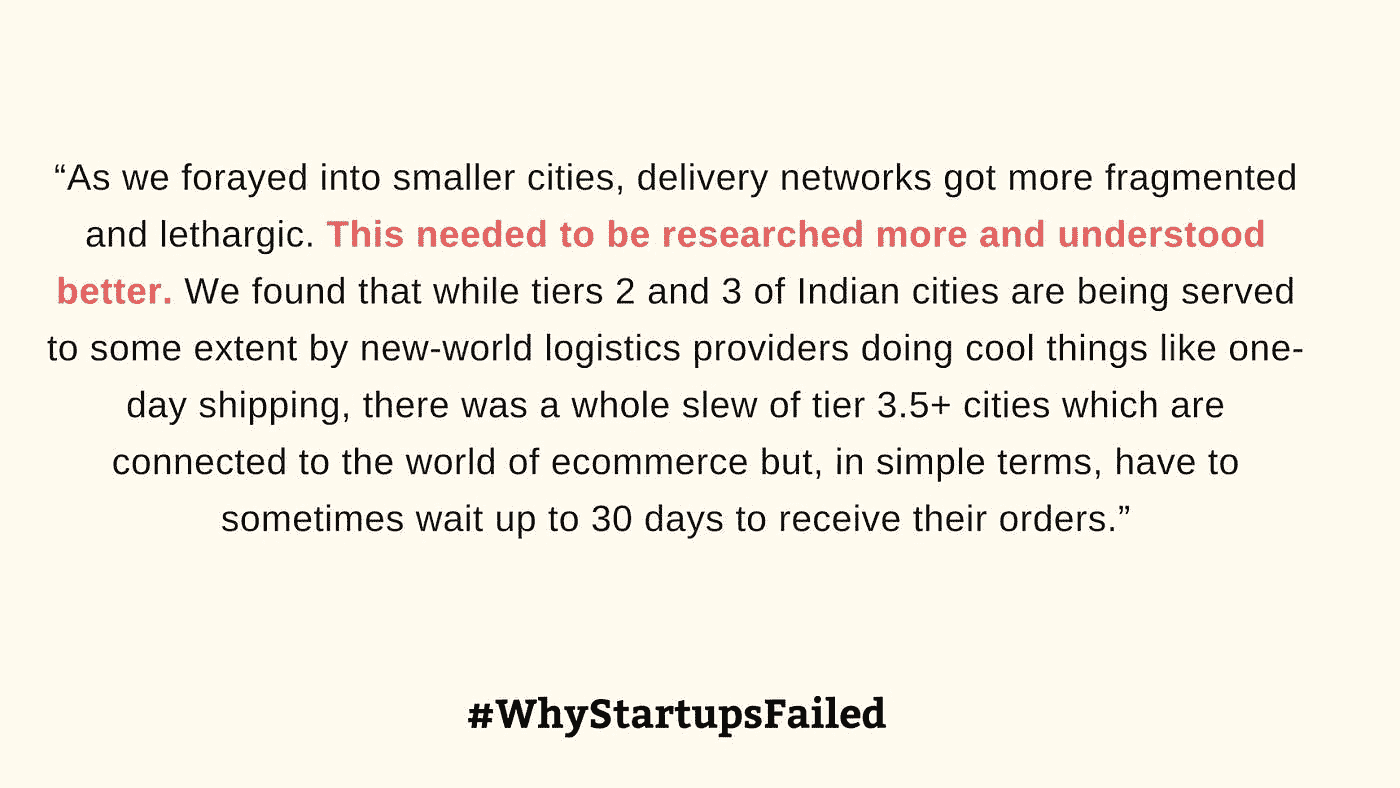 “As we forayed into smaller cities, delivery networks got more fragmented
and lethargic. This needed to be researched more and understood
better. We found that while tiers 2 and 3 of Indian cities are being served
to some extent by new-world logistics providers doing cool things like one-
day shipping, there was a whole slew of tier 3.5+ cities which are
connected to the world of ecommerce but, in simple terms, have to
sometimes wait up to 30 days to receive their orders.”
#WhyStartupsFailed